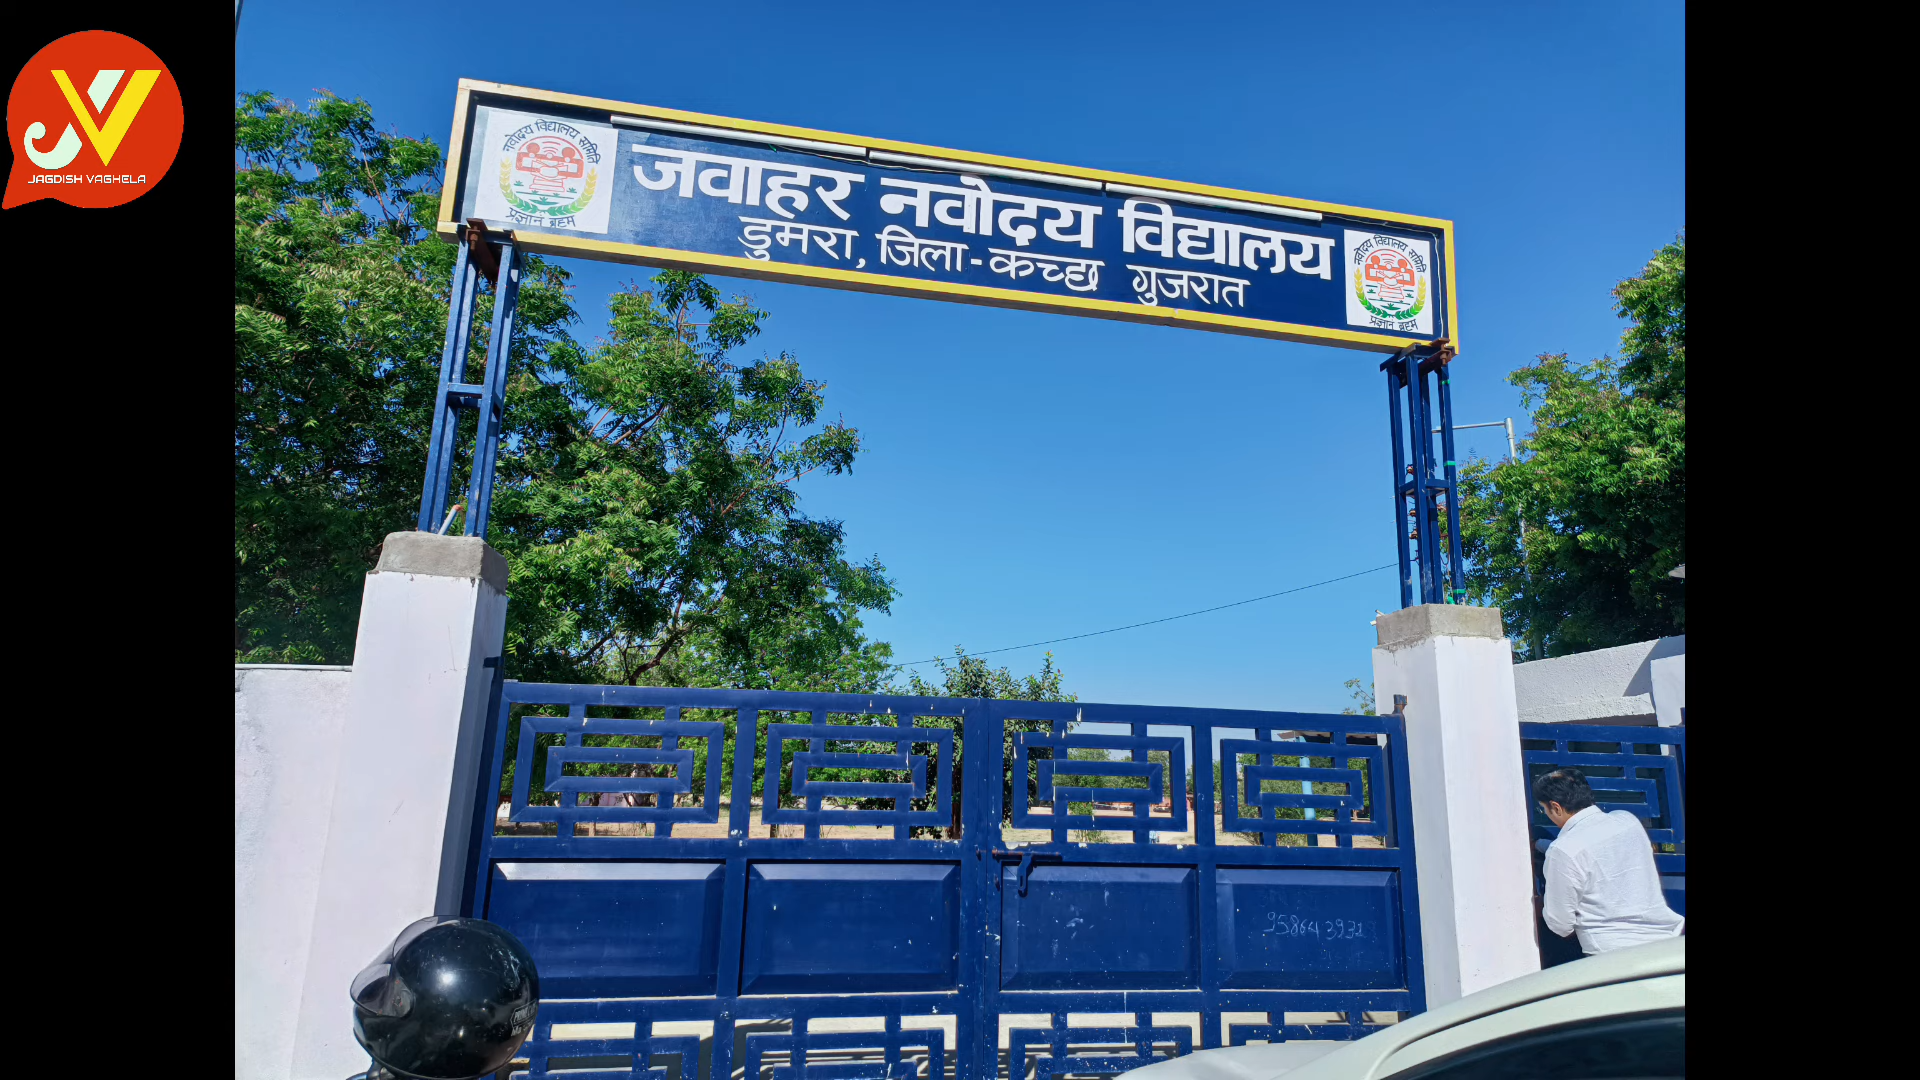 JAGDISH VAGHELA
नवोदय विद्यालय समिति
प्रज्ञान ब्रह्म
जवाहर नवोदय विद्यालय
डुमरा, जिला-कच्छ गुजरात
नवोदय विद्यालय समिति
प्रज्ञान ब्रह्म